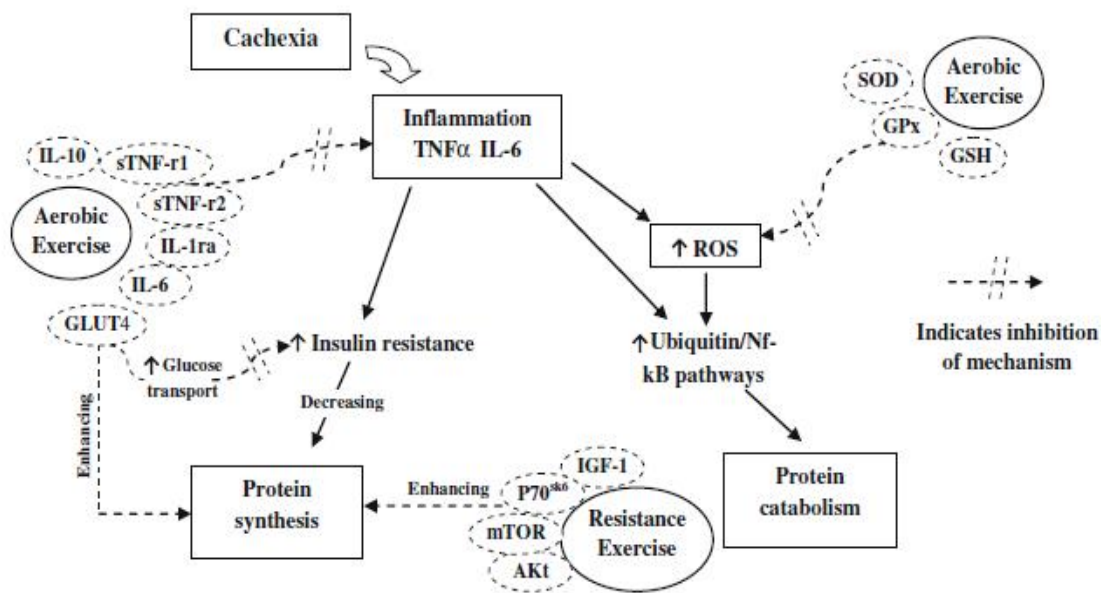 Cachexia
Inflammation
TNFα IL-6
SOD
Aerobic
Exercise
GPx
GSH
IL-10
sTNF-r1
sTNF-r2
Aerobic
Exercise
IL-1ra
IL-6
GLUT4
↑ ROS
Indicates inhibition
of mechanism
↑ Glucose
transport
↑ Insulin resistance
↑Ubiquitin/Nf-
kB pathways
Decreasing
Enhancing
Protein
synthesis
Enhancing
IGF-1
P70sk6
mTOR
AKt
Resistance
Exercise
Protein
catabolism